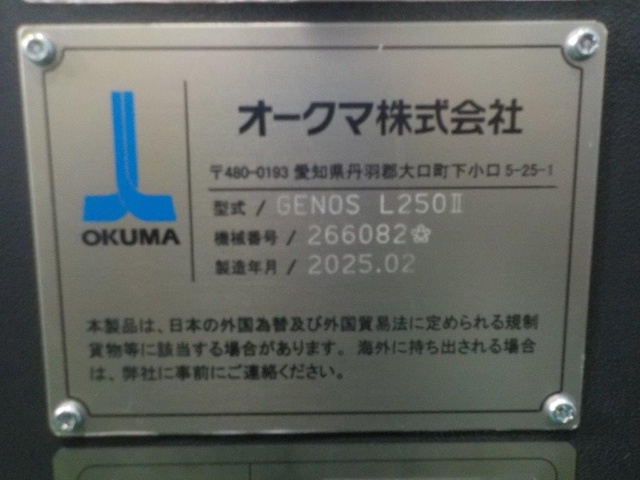 オークマ株式会社
〒480-0193 愛知県丹羽郡大口町下小口 5-25-1
OKUMA
型式 / GENOS L250Ⅱ
機械番号 / 266082
製造年月 / 2025.02
本製品は、日本の外国為替及び外国貿易法に定められる規制
貨物等に該当する場合があります。海外に持ち出される場合
は、弊社に事前にご連絡ください。